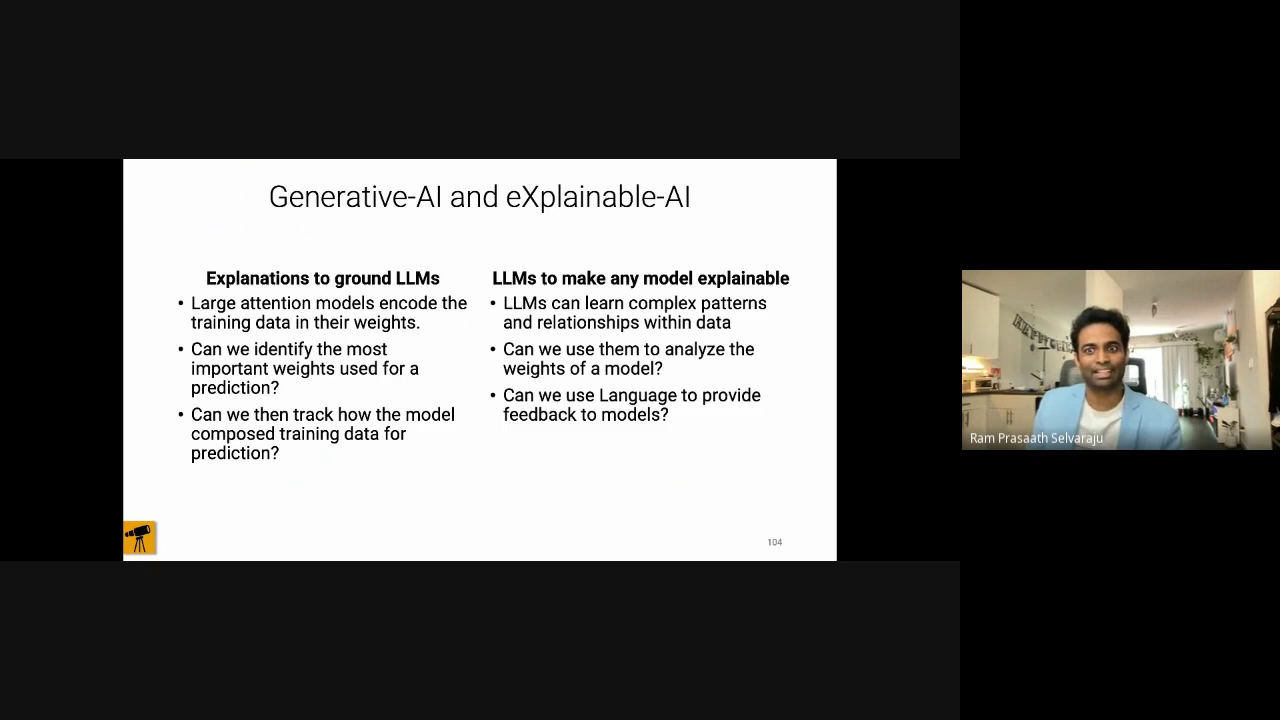 Generative-AI and eXplainable-AI
Explanations to ground LLMs
• Large attention models encode the
training data in their weights.
• Can we identify the most
important weights used for a
prediction?
• Can we then track how the model
composed training data for
prediction?
LLMs to make any model explainable
• LLMs can learn complex patterns
and relationships within data
• Can we use them to analyze the
weights of a model?
• Can we use Language to provide
feedback to models?
104
Ram Prasaath Selvaraju